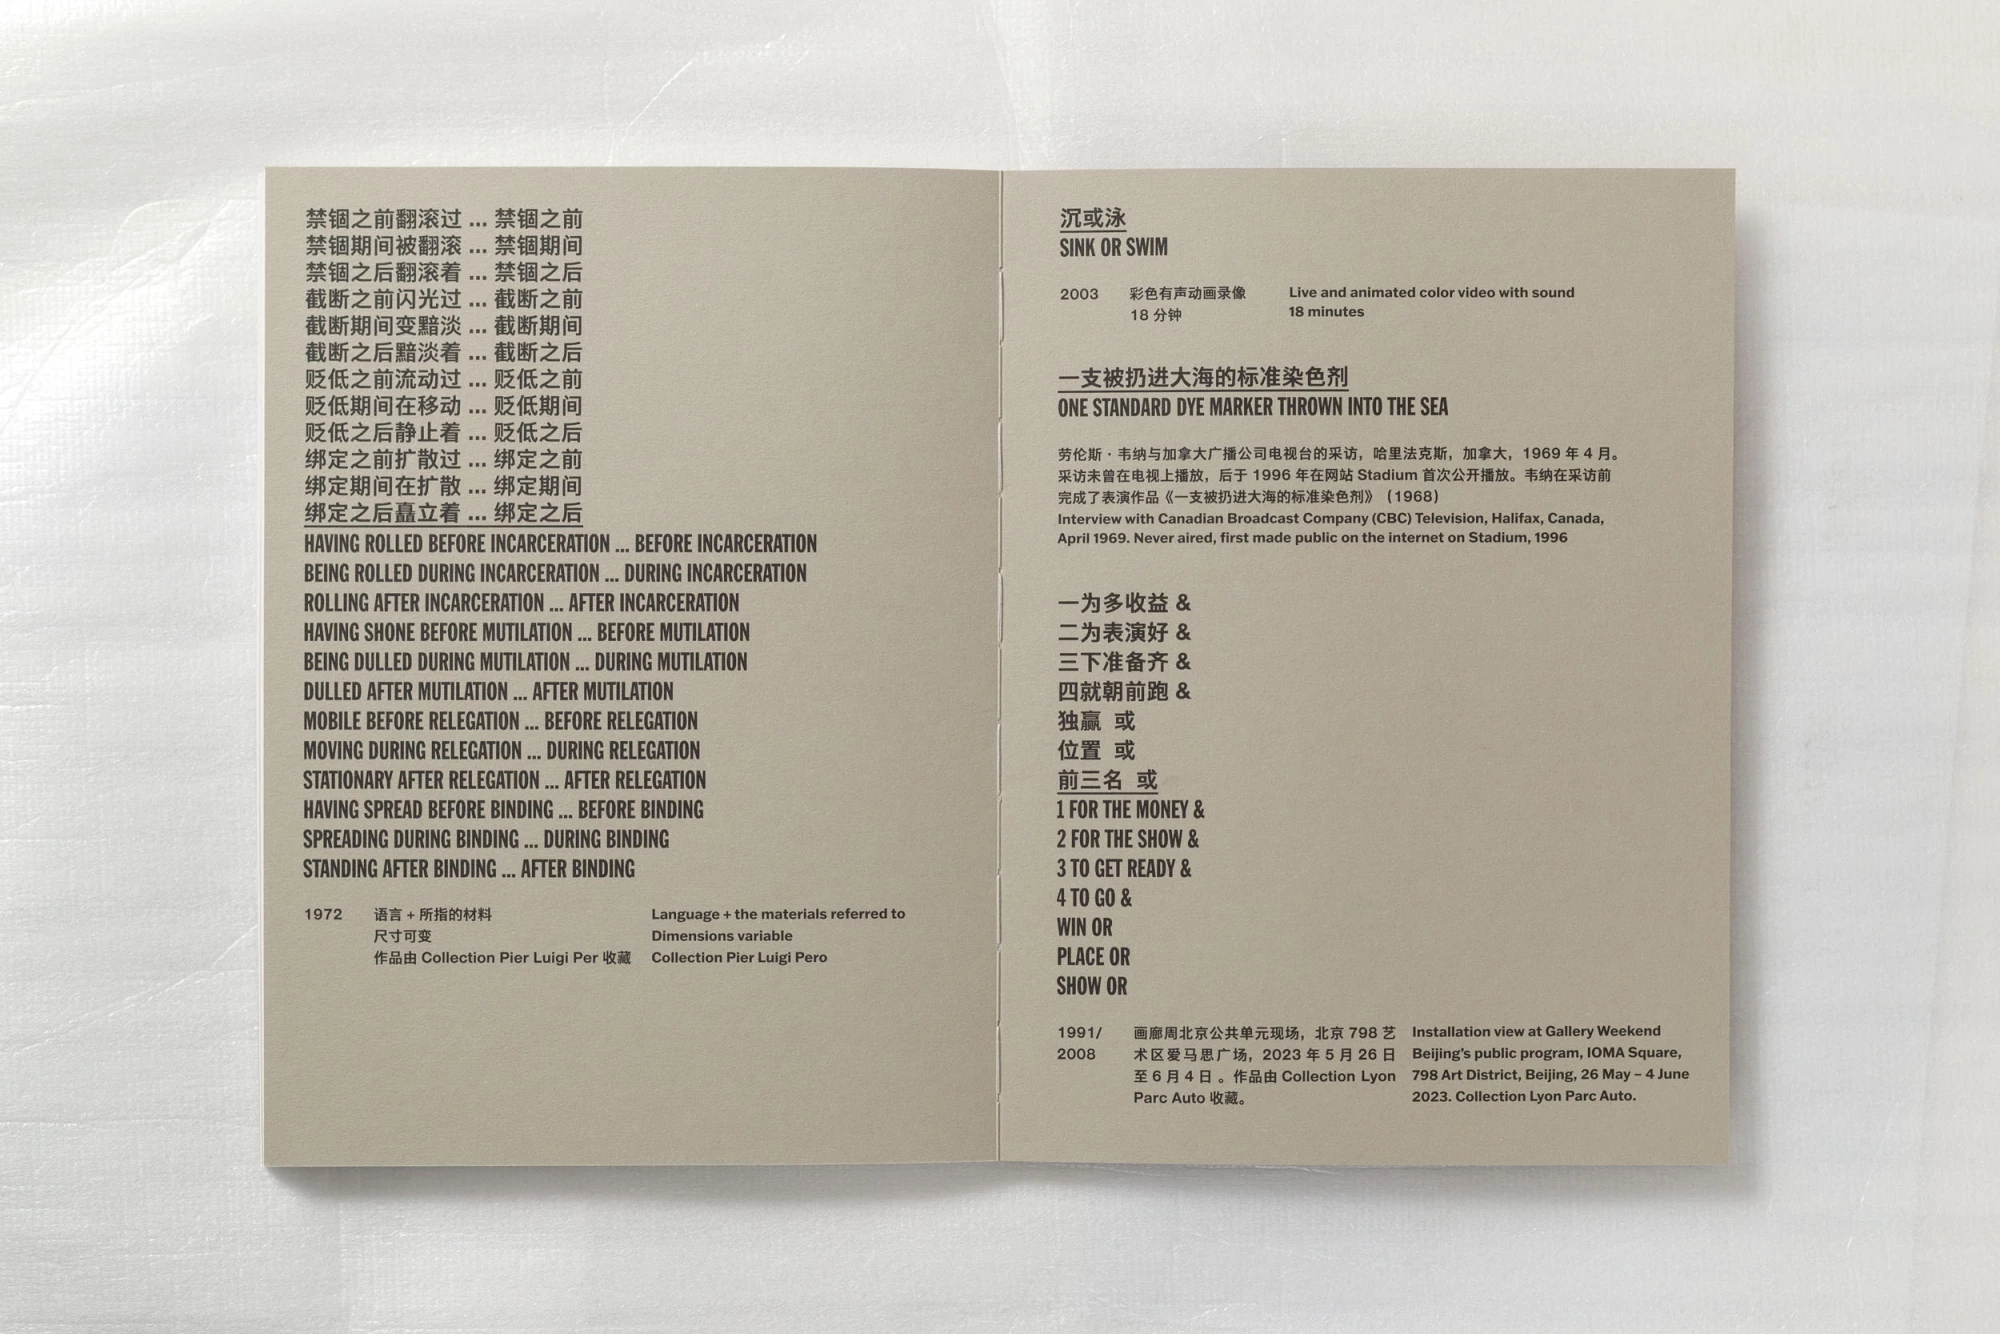 禁锢之前翻滚过 ... 禁锢之前
禁锢期间被翻滚 ... 禁锢期间
禁锢之后翻滚着 ... 禁锢之后
截断之前闪光过 ... 截断之前
截断期间变黯淡 ... 截断期间
截断之后黯淡着 ... 截断之后
贬低之前流动过 ... 贬低之前
贬低期间在移动 ... 贬低期间
贬低之后静止着 ... 贬低之后
绑定之前扩散过 ... 绑定之前
绑定期间在扩散 ... 绑定期间
绑定之后矗立着 ... 绑定之后
HAVING ROLLED BEFORE INCARCERATION ... BEFORE INCARCERATION
BEING ROLLED DURING INCARCERATION ... DURING INCARCERATION
ROLLING AFTER INCARCERATION ... AFTER INCARCERATION
HAVING SHONE BEFORE MUTILATION ... BEFORE MUTILATION
BEING DULLED DURING MUTILATION ... DURING MUTILATION
DULLED AFTER MUTILATION ... AFTER MUTILATION
MOBILE BEFORE RELEGATION ... BEFORE RELEGATION
MOVING DURING RELEGATION ... DURING RELEGATION
STATIONARY AFTER RELEGATION ... AFTER RELEGATION
HAVING SPREAD BEFORE BINDING ... BEFORE BINDING
SPREADING DURING BINDING ... DURING BINDING
STANDING AFTER BINDING ... AFTER BINDING
1972
语言 + 所指的材料
尺寸可变
作品由 Collection Pier Luigi Per 收藏
Language + the materials referred to
Dimensions variable
Collection Pier Luigi Pero
沉或泳
SINK OR SWIM
2003
彩色有声动画录像
18 分钟
Live and animated color video with sound
18 minutes
一支被扔进大海的标准染色剂
ONE STANDARD DYE MARKER THROWN INTO THE SEA
劳伦斯 · 韦纳与加拿大广播公司电视台的采访，哈里法克斯，加拿大，1969 年 4 月。
采访未曾在电视上播放，后于 1996 年在网站 Stadium 首次公开播放。韦纳在采访前
完成了表演作品《一支被扔进大海的标准染色剂》（1968）
Interview with Canadian Broadcast Company (CBC) Television, Halifax, Canada,
April 1969. Never aired, first made public on the internet on Stadium, 1996
一为多收益 &
二为表演好 &
三下准备齐 &
四就朝前跑 &
独赢 或
位置 或
前三名 或
1 FOR THE MONEY &
2 FOR THE SHOW &
3 TO GET READY &
4 TO GO &
WIN OR
PLACE OR
SHOW OR
1991/
2008
画廊周北京公共单元现场，北京 798 艺
术区爱马思广场，2023 年 5 月 26 日
至 6 月 4 日 。作品由 Collection Lyon
Parc Auto 收藏。
Installation view at Gallery Weekend
Beijing’s public program, IOMA Square,
798 Art District, Beijing, 26 May – 4 June
2023. Collection Lyon Parc Auto.